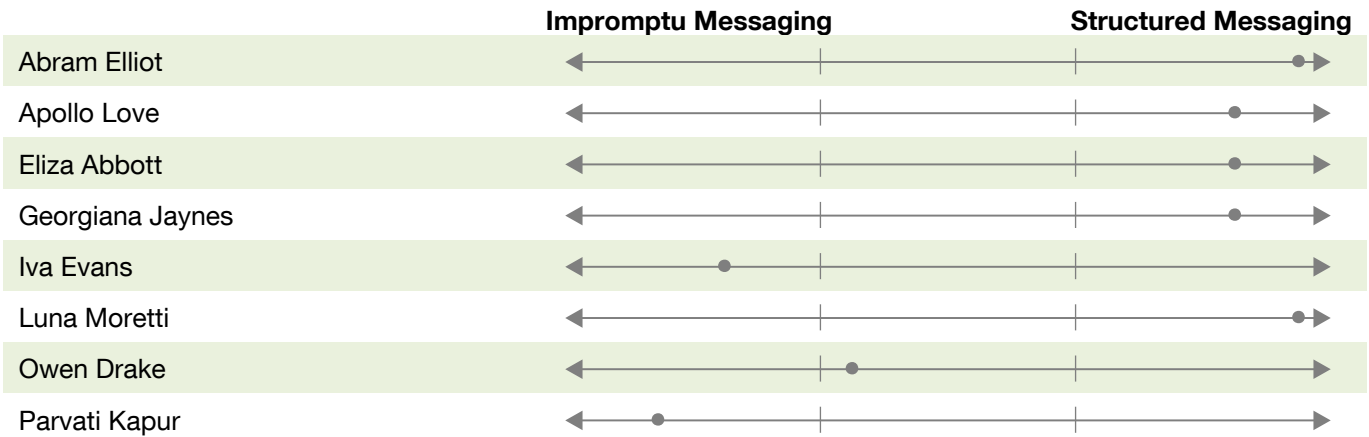 Impromptu Messaging Structured Messaging
Abram Elliot
Apollo Love
Eliza Abbott
Georgiana Jaynes
Iva Evans
Luna Moretti
Owen Drake
Parvati Kapur